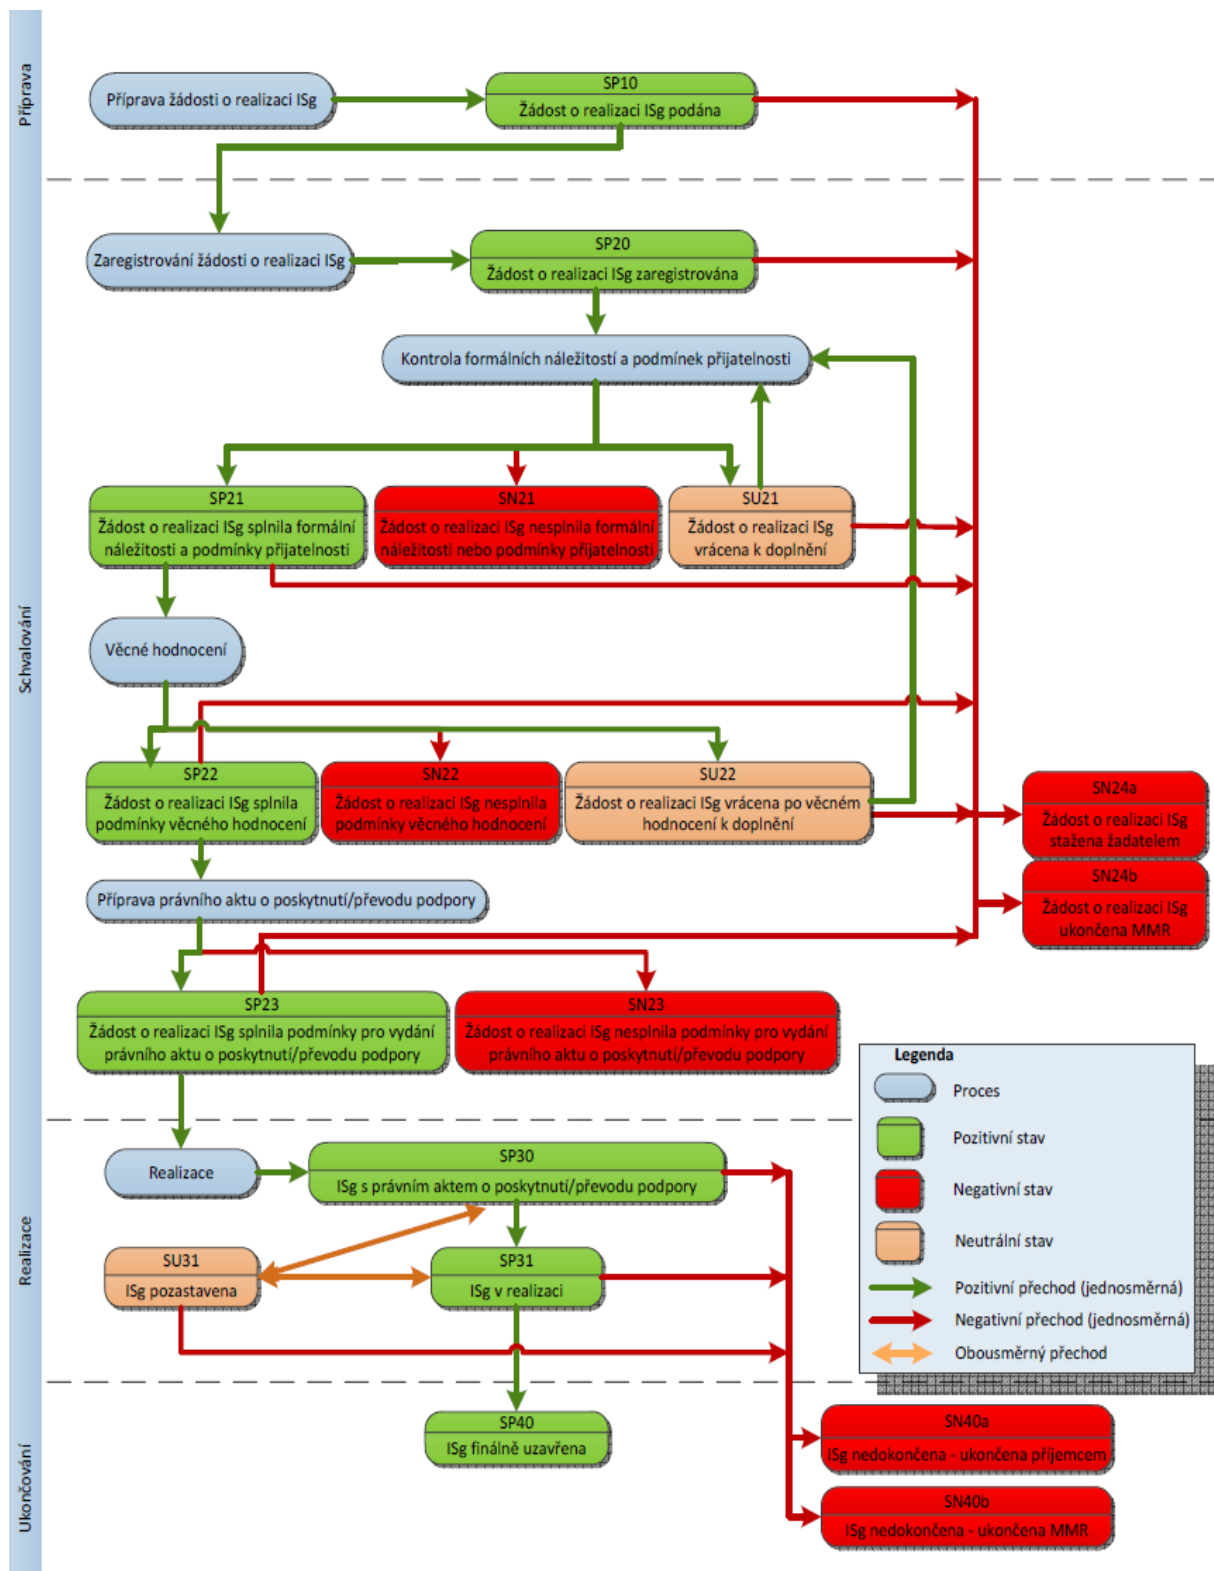 Příprava
Příprava žádosti o realizaci ISg
SP10
Žádost o realizaci ISg podána
Schvalování
Zaregistrování žádosti o realizaci ISg
SP20
Žádost o realizaci ISg zaregistrována
Kontrola formálních náležitostí a podmínek přijatelnosti
SP21
Žádost o realizaci ISg splnila formální
náležitosti a podmínky přijatelnosti
SN21
Žádost o realizaci ISg nesplnila formální
náležitosti nebo podmínky přijatelnosti
SU21
Žádost o realizaci ISg
vrácena k doplnění
Věcné hodnocení
SP22
Žádost o realizaci ISg splnila
podmínky věcného hodnocení
SN22
Žádost o realizaci ISg nesplnila
podmínky věcného hodnocení
SU22
Žádost o realizaci ISg vrácena po věcném
hodnocení k doplnění
SN24a
Žádost o realizaci ISg
stažena žadatelem
SN24b
Žádost o realizaci ISg
ukončena MMR
Příprava právního aktu o poskytnutí/převodu podpory
SP23
Žádost o realizaci ISg splnila podmínky pro vydání
právního aktu o poskytnutí/převodu podpory
SN23
Žádost o realizaci ISg nesplnila podmínky pro vydání
právního aktu o poskytnutí/převodu podpory
Realizace
Realizace
SP30
ISg s právním aktem o poskytnutí/převodu podpory
SU31
ISg pozastavena
SP31
ISg v realizaci
Legenda
Proces
Pozitivní stav
Negativní stav
Neutrální stav
Pozitivní přechod (jednosměrná)
Negativní přechod (jednosměrná)
Obousměrný přechod
Ukončování
SP40
ISg finálně uzavřena
SN40a
ISg nedokončena - ukončena příjemcem
SN40b
ISg nedokončena - ukončena MMR